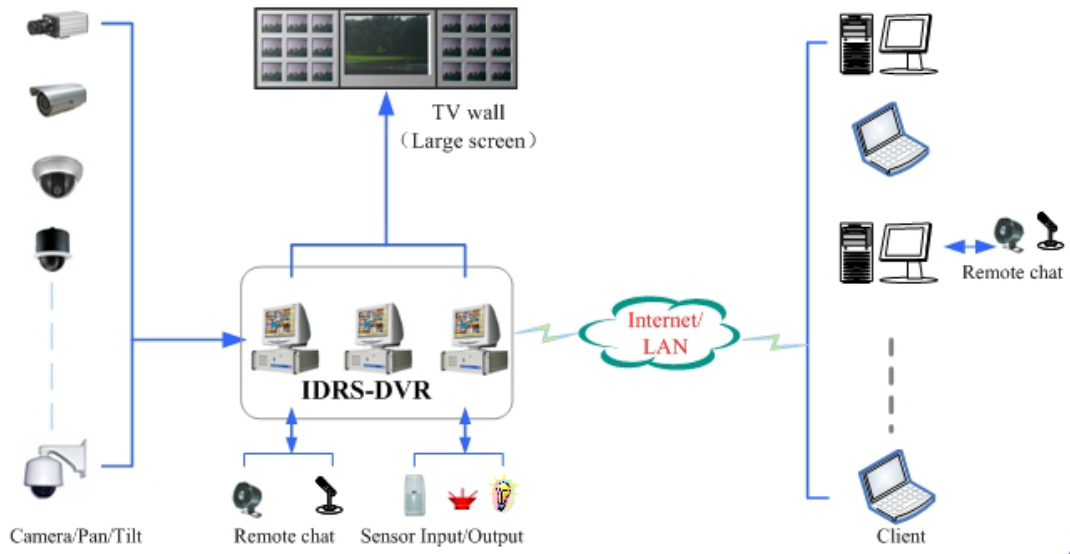 TV wall
（Large screen）
Internet/
LAN
Remote chat
IDRS-DVR
Camera/Pan/Tilt
Remote chat
Sensor Input/Output
Client